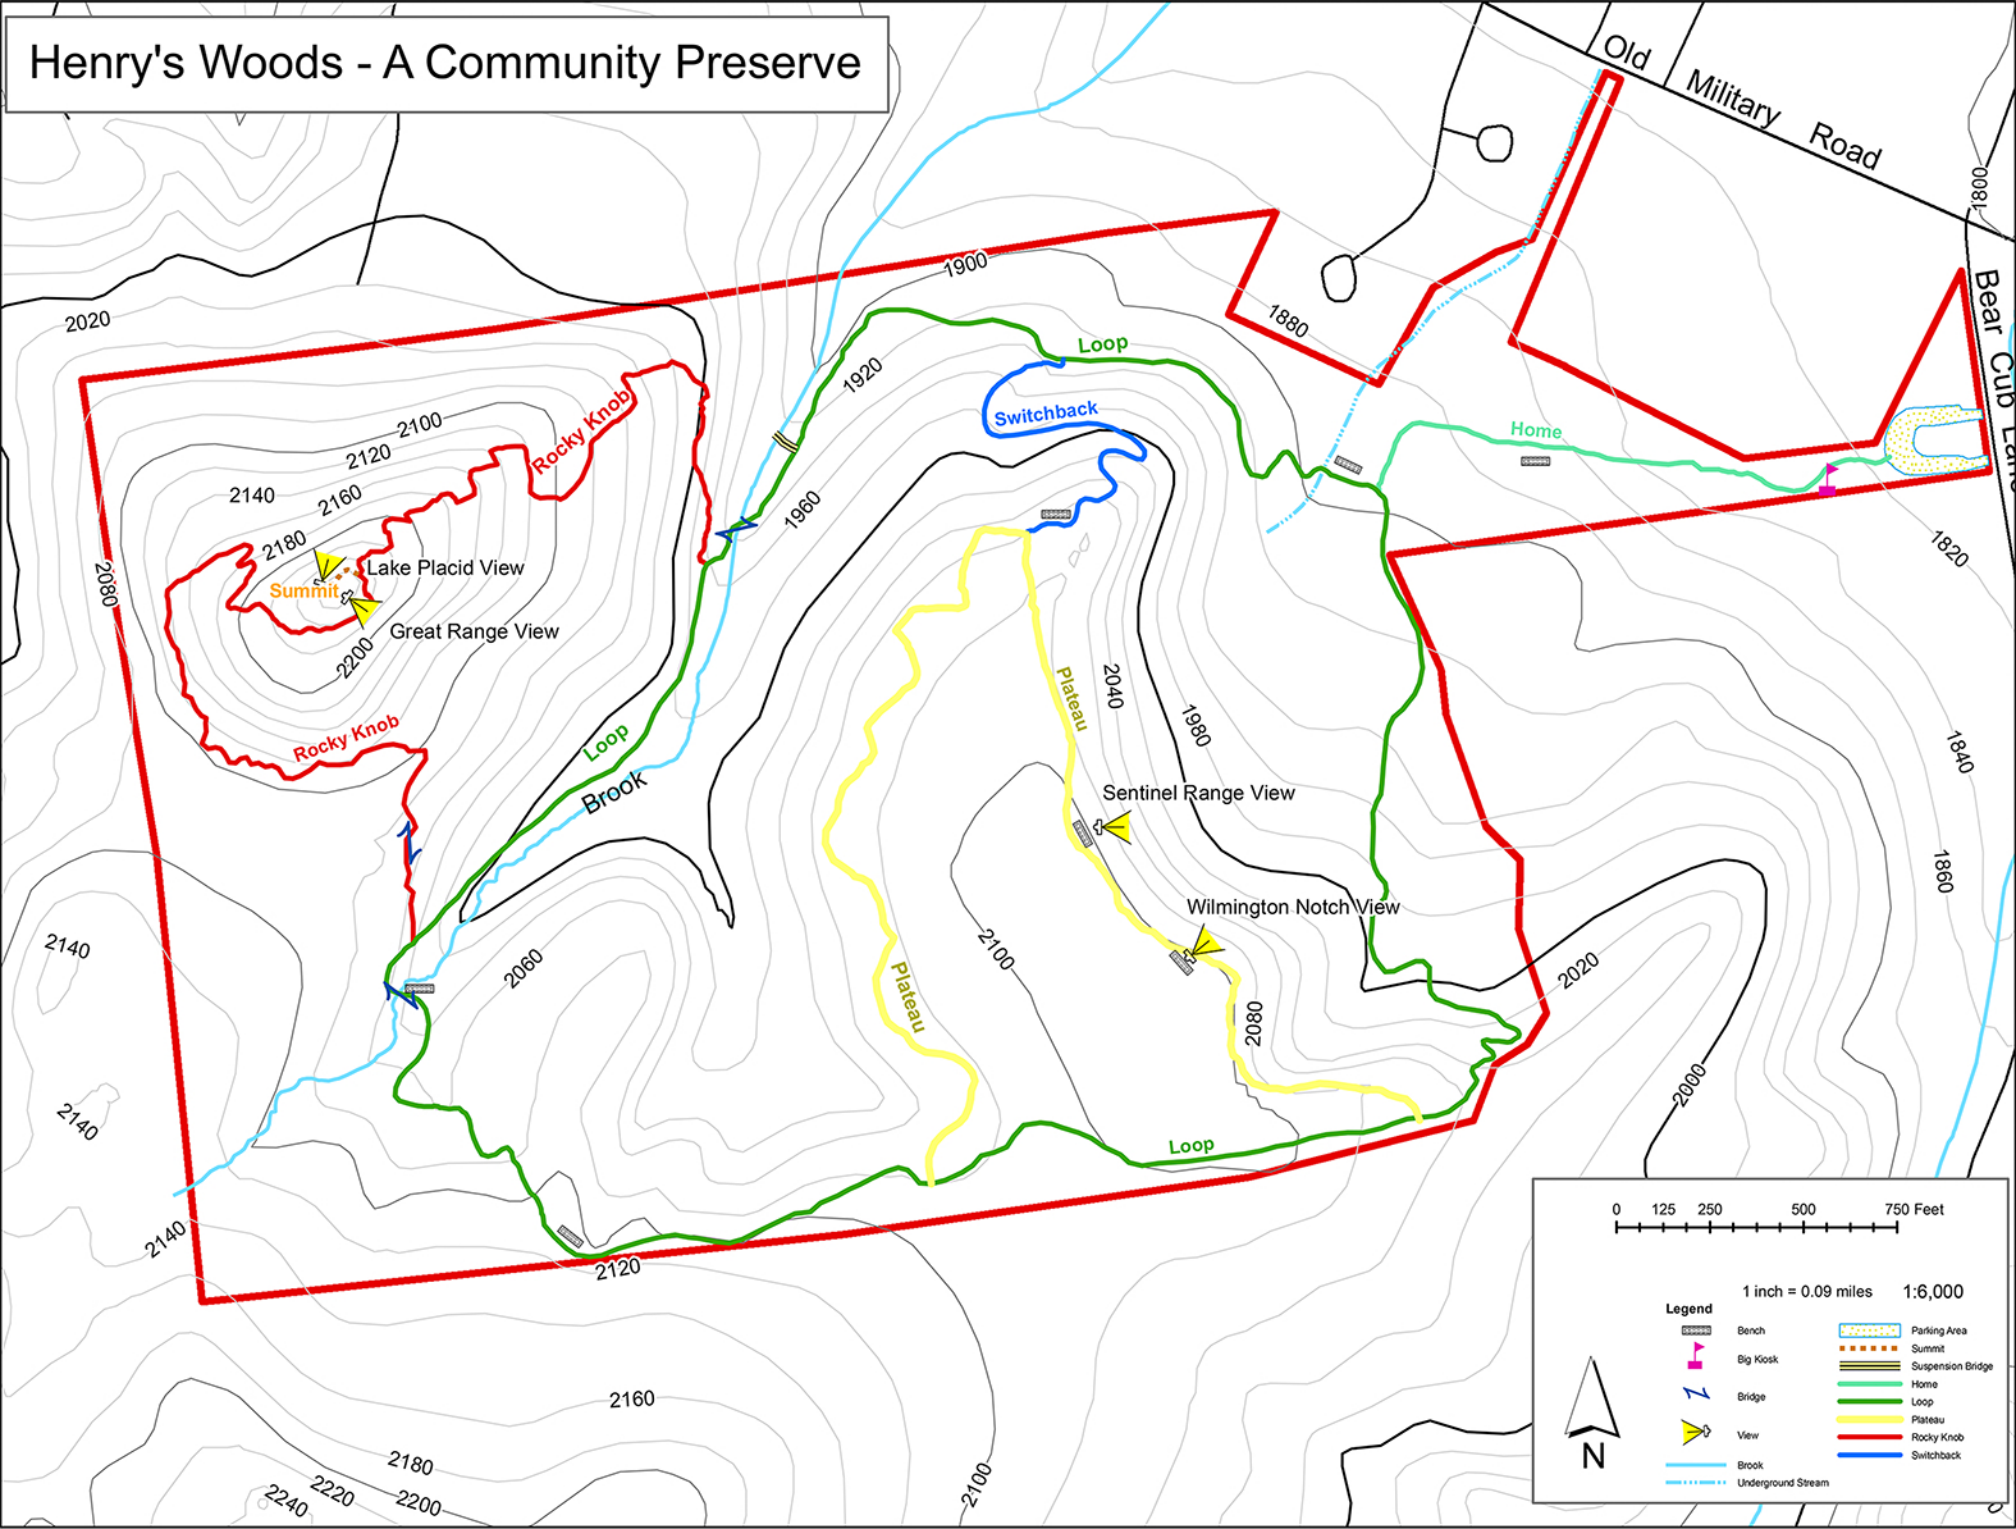 Henry's Woods - A Community Preserve
Old Military Road
Bear Cub Lane
1800
1900
1880
2020
Loop
1920
Switchback
Home
Rocky Knob
2100
2120
2140
2160
2180
1960
1820
2080
Lake Placid View
Summit
Great Range View
2200
Plateau
2040
1980
Rocky Knob
Loop
Brook
1840
Sentinel Range View
1860
Wilmington Notch View
2140
2060
2100
2020
Plateau
2080
2000
2140
Loop
2140
2120
2160
2180
2200
2220
2240
2100
0 125 250 500 750 Feet
1 inch = 0.09 miles 1:6,000
Legend
Bench
Big Kiosk
Bridge
View
Brook
Underground Stream
Parking Area
Summit
Suspension Bridge
Home
Loop
Plateau
Rocky Knob
Switchback
N